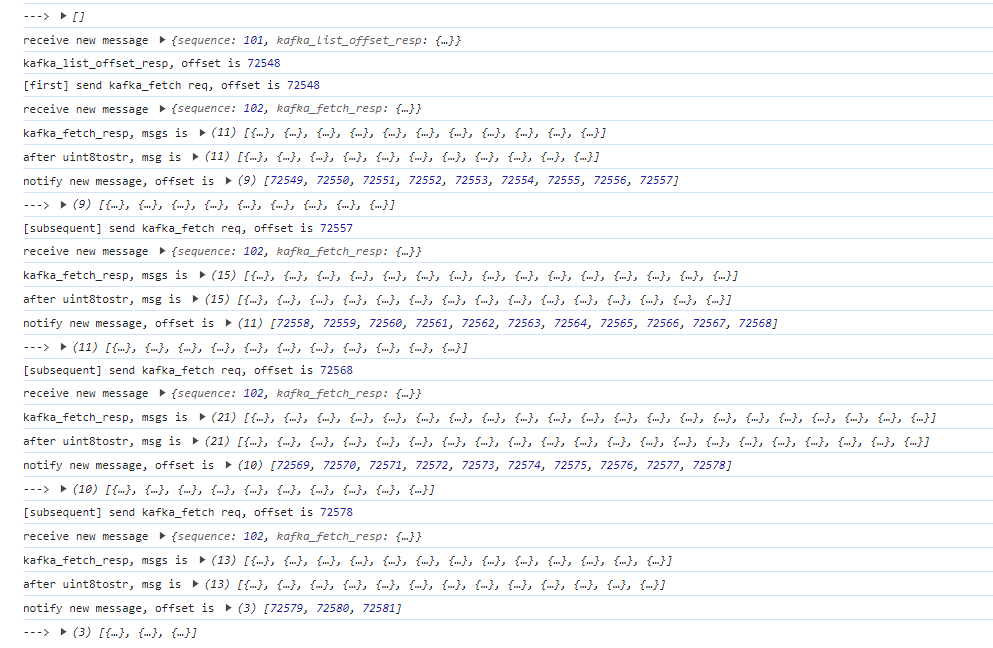 ---> ▶ []
receive new message ▶ {sequence: 101, kafka_list_offset_resp: {…}}
kafka_list_offset_resp, offset is 72548
[first] send kafka_fetch req, offset is 72548
receive new message ▶ {sequence: 102, kafka_fetch_resp: {…}}
kafka_fetch_resp, msgs is ▶ (11) [{…}, {…}, {…}, {…}, {…}, {…}, {…}, {…}, {…}, {…}, {…}]
after uint8tostr, msg is ▶ (11) [{…}, {…}, {…}, {…}, {…}, {…}, {…}, {…}, {…}, {…}, {…}]
notify new message, offset is ▶ (9) [72549, 72550, 72551, 72552, 72553, 72554, 72555, 72556, 72557]
---> ▶ (9) [{…}, {…}, {…}, {…}, {…}, {…}, {…}, {…}, {…}]
[subsequent] send kafka_fetch req, offset is 72557
receive new message ▶ {sequence: 102, kafka_fetch_resp: {…}}
kafka_fetch_resp, msgs is ▶ (15) [{…}, {…}, {…}, {…}, {…}, {…}, {…}, {…}, {…}, {…}, {…}, {…}, {…}, {…}, {…}]
after uint8tostr, msg is ▶ (15) [{…}, {…}, {…}, {…}, {…}, {…}, {…}, {…}, {…}, {…}, {…}, {…}, {…}, {…}, {…}]
notify new message, offset is ▶ (11) [72558, 72559, 72560, 72561, 72562, 72563, 72564, 72565, 72566, 72567, 72568]
---> ▶ (11) [{…}, {…}, {…}, {…}, {…}, {…}, {…}, {…}, {…}, {…}, {…}]
[subsequent] send kafka_fetch req, offset is 72568
receive new message ▶ {sequence: 102, kafka_fetch_resp: {…}}
kafka_fetch_resp, msgs is ▶ (21) [{…}, {…}, {…}, {…}, {…}, {…}, {…}, {…}, {…}, {…}, {…}, {…}, {…}, {…}, {…}, {…}, {…}, {…}, {…}, {…}, {…}]
after uint8tostr, msg is ▶ (21) [{…}, {…}, {…}, {…}, {…}, {…}, {…}, {…}, {…}, {…}, {…}, {…}, {…}, {…}, {…}, {…}, {…}, {…}, {…}, {…}, {…}]
notify new message, offset is ▶ (10) [72569, 72570, 72571, 72572, 72573, 72574, 72575, 72576, 72577, 72578]
---> ▶ (10) [{…}, {…}, {…}, {…}, {…}, {…}, {…}, {…}, {…}, {…}]
[subsequent] send kafka_fetch req, offset is 72578
receive new message ▶ {sequence: 102, kafka_fetch_resp: {…}}
kafka_fetch_resp, msgs is ▶ (13) [{…}, {…}, {…}, {…}, {…}, {…}, {…}, {…}, {…}, {…}, {…}, {…}, {…}]
after uint8tostr, msg is ▶ (13) [{…}, {…}, {…}, {…}, {…}, {…}, {…}, {…}, {…}, {…}, {…}, {…}, {…}]
notify new message, offset is ▶ (3) [72579, 72580, 72581]
---> ▶ (3) [{…}, {…}, {…}]